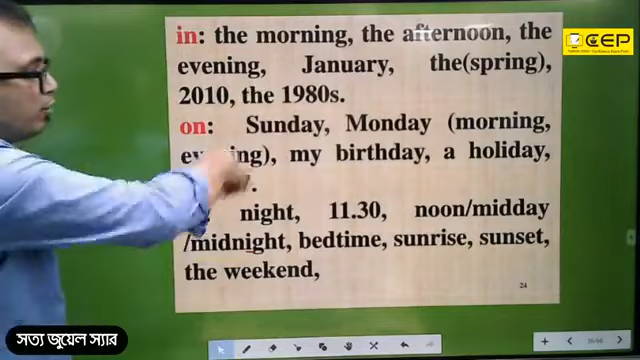 in: the morning, the afternoon, the
evening, January, the(spring),
2010, the 1980s.
on: Sunday, Monday (morning,
my birthday, a holiday,
night, 11.30, noon/midday
/midnight, bedtime, sunrise, sunset,
the weekend,
24
CEP
সত্য জুয়েল স্যার